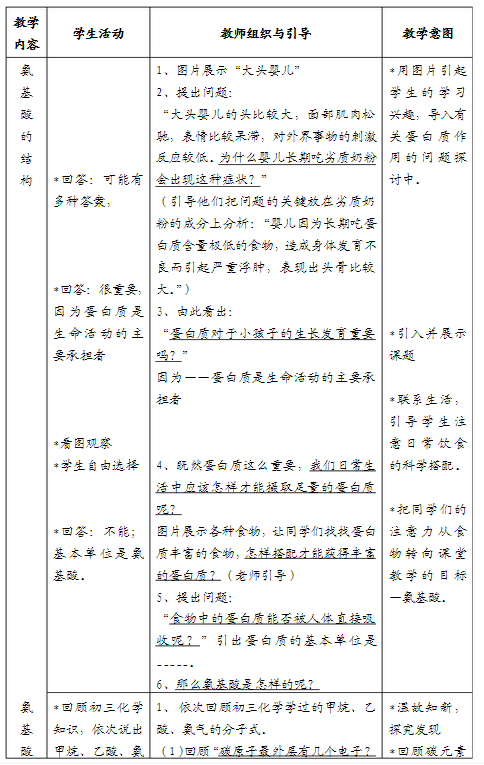 教学内容
学生活动
教师组织与引导
教学意图
氨基酸的结构
*回答：可能有
多种答案，
*回答：很重要，
因为蛋白质是
生命活动的主
要承担者
*看图观察
*学生自由选择
*回答：不能；
基本单位是氨
基酸．
1、图片展示“大头婴儿”
2、提出问题：
“大头婴儿的头比较大，面部肌肉松
驰，表情比较呆滞，对外界事物的刺激
反应较低．为什么婴儿长期吃劣质奶粉
会出现这种症状？”
（引导他们把问题的关键放在劣质奶
粉的成分上分析：“婴儿因为长期吃蛋
白质含量极低的食物，造成身体发育不
良而引起严重浮肿，表现出头骨比较
大．”）
3、由此看出：
“蛋白质对于小孩子的生长发育重要
吗？”
因为——蛋白质是生命活动的主要承
担者
4、既然蛋白质这么重要，我们日常生
活中应该怎样才能摄取足量的蛋白质
呢？
图片展示各种食物，让同学们找找蛋白
质丰富的食物，怎样搭配才能获得丰富
的蛋白质？（老师引导）
5、提出问题：
“食物中的蛋白质能否被人体直接吸
收呢？”引出蛋白质的基本单位是
-----．
6、那么氨基酸是怎样的呢？
*用图片引起
学生的学习
兴趣，导入有
关蛋白质作
用的问题探
讨中．
*引入并展示
课题
*联系生活，
引导学生注
意日常饮食
的科学搭配．
*把同学们的
注意力从食
物转向课堂
教学的目标
—氨基酸．
氨基酸
*回顾初三化学
知识，依次说出
甲烷、乙酸、氨
1、依次回顾初三化学学过的甲烷、乙
酸、氨气的分子式．
（1)回顾“碳原子最外层有几个电子？
*温故知新，
探究发现
*回顾碳元素